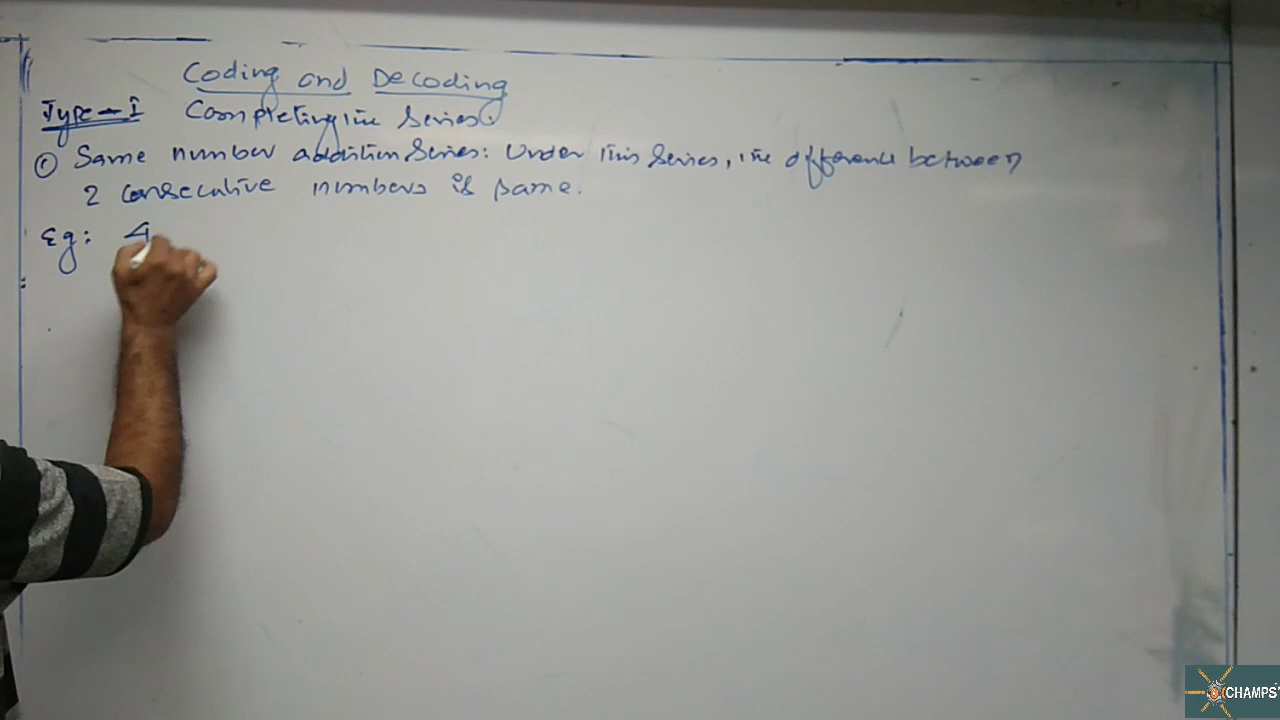 Coding and Decoding
Type-I Completing the Series.
① Same number addition Series: Under this Series, the difference between
2 consecutive numbers is same.
Eg: 4
CHAMPS